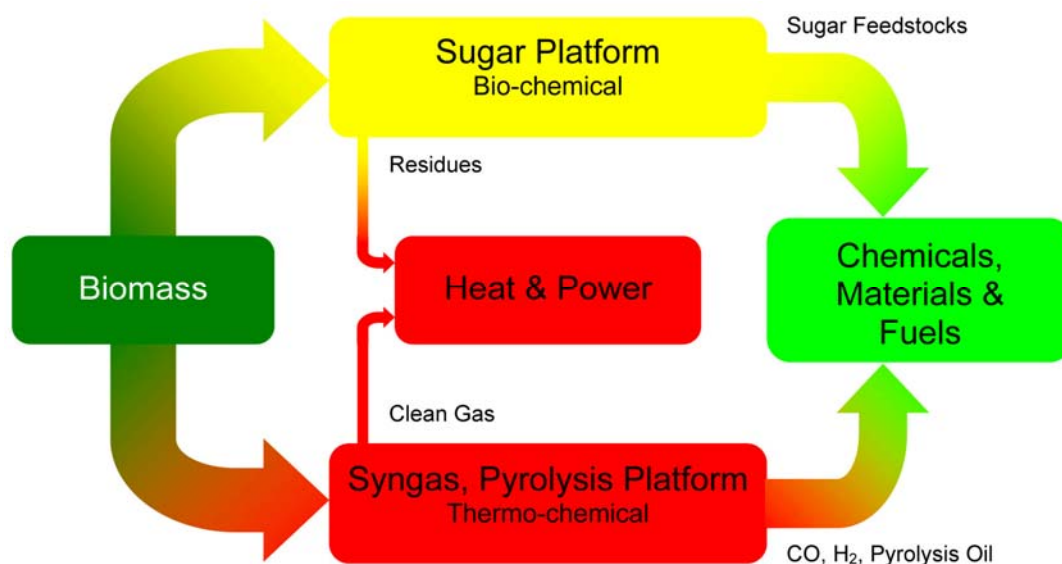 Sugar Platform
Bio-chemical
Sugar Feedstocks
Residues
Biomass
Heat & Power
Chemicals,
Materials &
Fuels
Clean Gas
Syngas, Pyrolysis Platform
Thermo-chemical
CO, H₂, Pyrolysis Oil